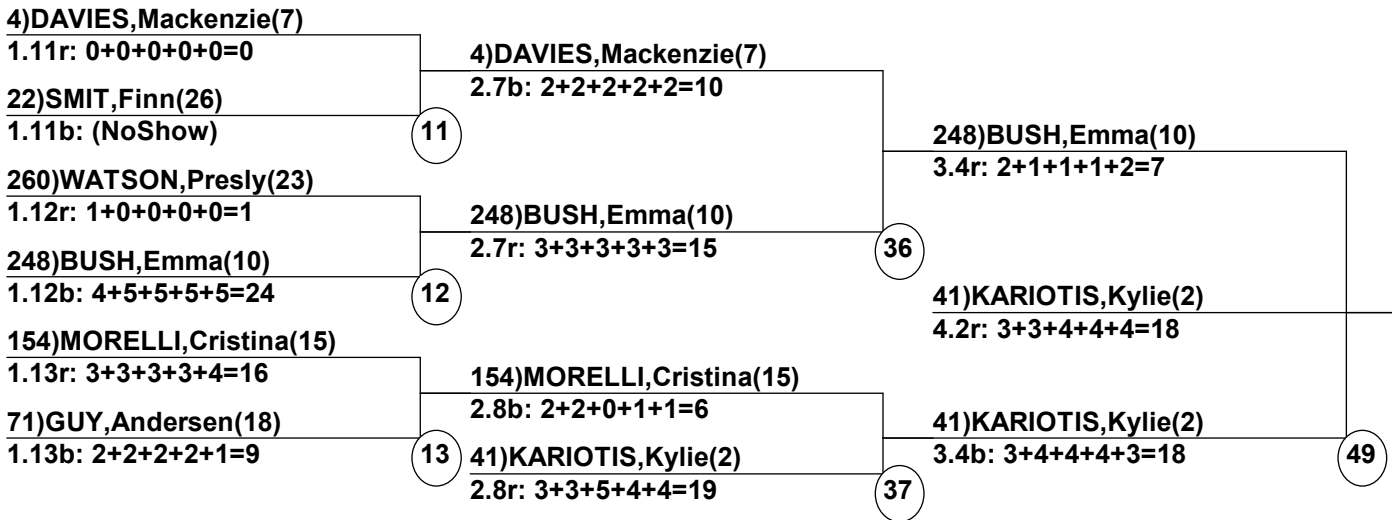 4)DAVIES,Mackenzie(7)
1.11r: 0+0+0+0+0=0
22)SMIT,Finn(26)
1.11b: (NoShow)
11
260)WATSON,Presly(23)
1.12r: 1+0+0+0+0=1
248)BUSH,Emma(10)
1.12b: 4+5+5+5+5=24
12
154)MORELLI,Cristina(15)
1.13r: 3+3+3+3+4=16
71)GUY,Andersen(18)
1.13b: 2+2+2+2+1=9
13
4)DAVIES,Mackenzie(7)
2.7b: 2+2+2+2+2=10
248)BUSH,Emma(10)
2.7r: 3+3+3+3+3=15
36
154)MORELLI,Cristina(15)
2.8b: 2+2+0+1+1=6
41)KARIOTIS,Kylie(2)
2.8r: 3+3+5+4+4=19
37
248)BUSH,Emma(10)
3.4r: 2+1+1+1+2=7
41)KARIOTIS,Kylie(2)
4.2r: 3+3+4+4+4=18
41)KARIOTIS,Kylie(2)
3.4b: 3+4+4+4+3=18
49